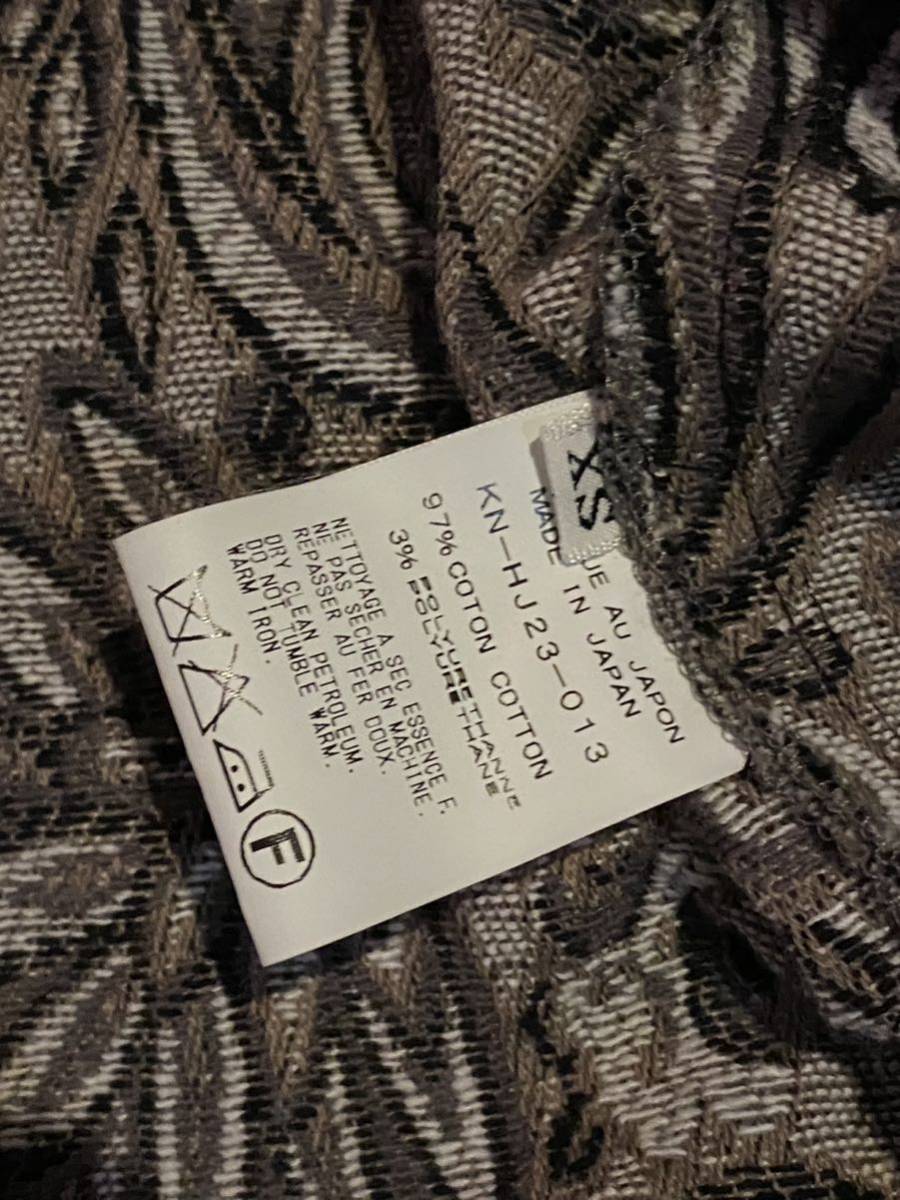 XS
UE AU JAPON
MADE IN JAPAN
KN-HJ23-013
97% COTON COTTON
3% POLYURETHANNE
POLYURETHANE
NETTOYAGE A SEC ESSENCE F.
NE PAS SECHER EN MACHINE.
REPASSER AU FER DOUX.
DRY CLEAN PETROLEUM.
DO NOT TUMBLE WARM.
WARM IRON.
F